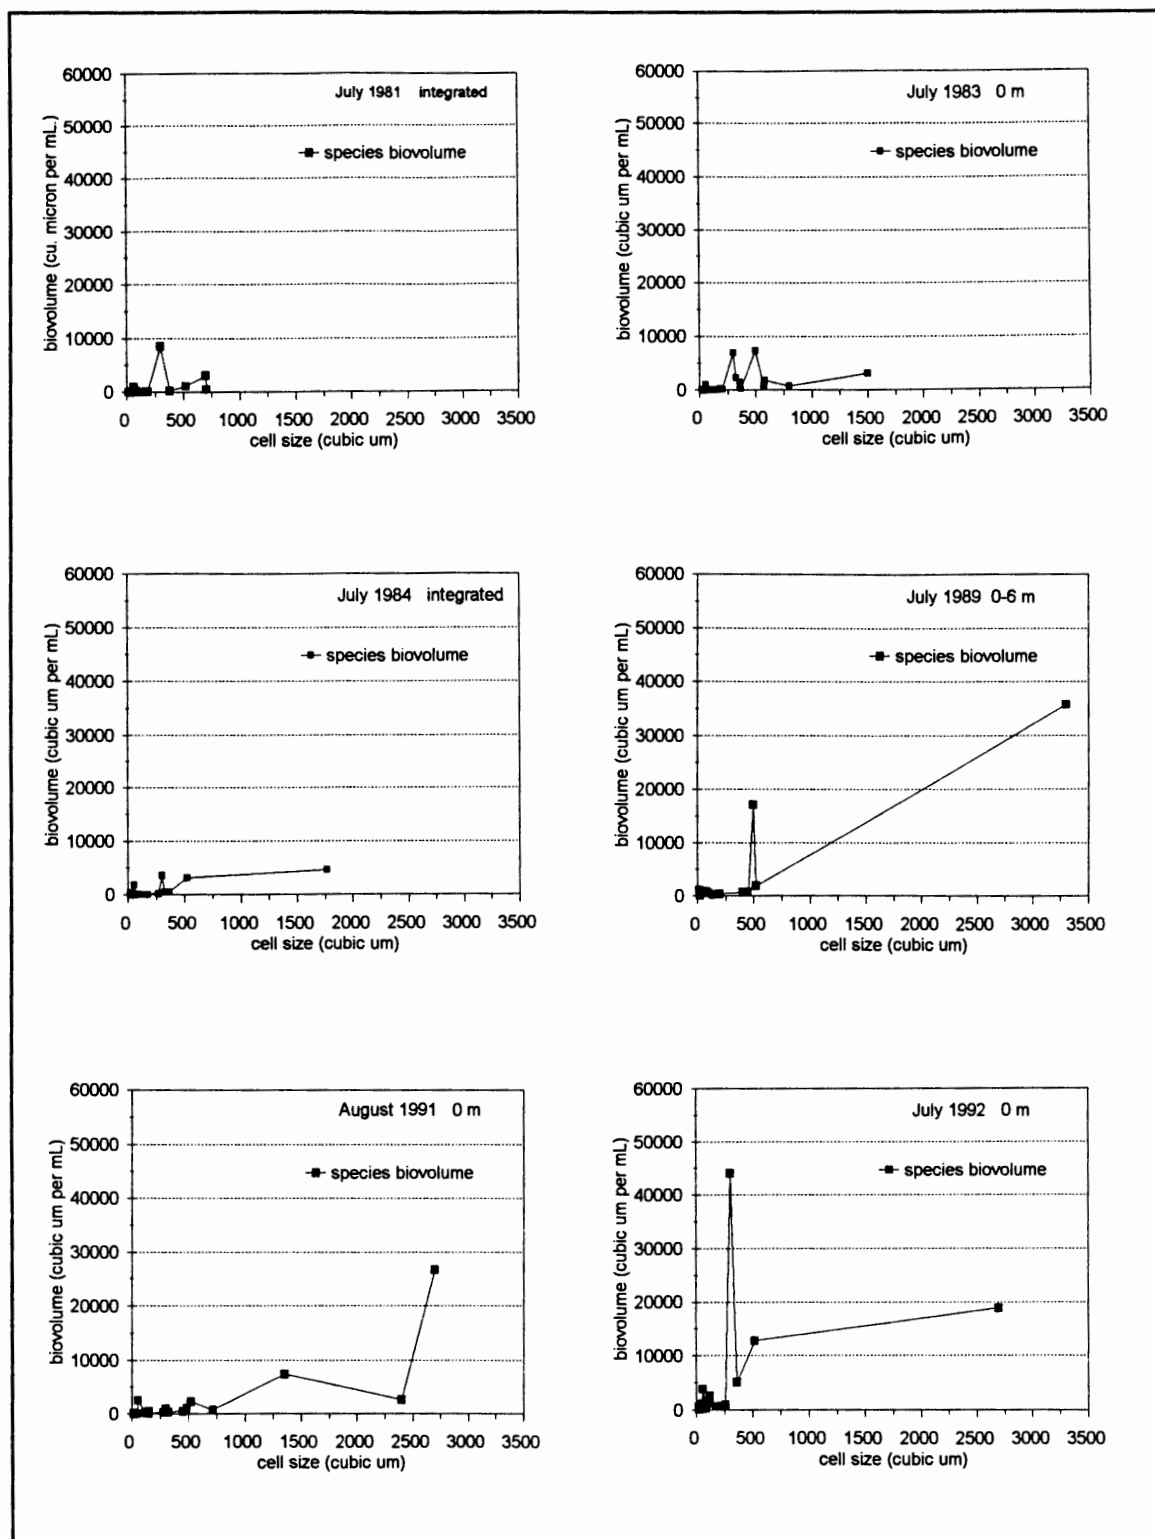 July 1981 integrated
species biovolume
biovolume (cu. micron per mL.)
60000
50000
40000
30000
20000
10000
0
0 500 1000 1500 2000 2500 3000 3500
cell size (cubic um)
July 1983 0 m
species biovolume
biovolume (cubic um per mL)
60000
50000
40000
30000
20000
10000
0
0 500 1000 1500 2000 2500 3000 3500
cell size (cubic um)
July 1984 integrated
species biovolume
biovolume (cubic um per mL)
60000
50000
40000
30000
20000
10000
0
0 500 1000 1500 2000 2500 3000 3500
cell size (cubic um)
July 1989 0-6 m
species biovolume
biovolume (cubic um per mL)
60000
50000
40000
30000
20000
10000
0
0 500 1000 1500 2000 2500 3000 3500
cell size (cubic um)
August 1991 0 m
species biovolume
biovolume (cubic um per mL)
60000
50000
40000
30000
20000
10000
0
0 500 1000 1500 2000 2500 3000 3500
cell size (cubic um)
July 1992 0 m
species biovolume
biovolume (cubic um per mL)
60000
50000
40000
30000
20000
10000
0
0 500 1000 1500 2000 2500 3000 3500
cell size (cubic um)